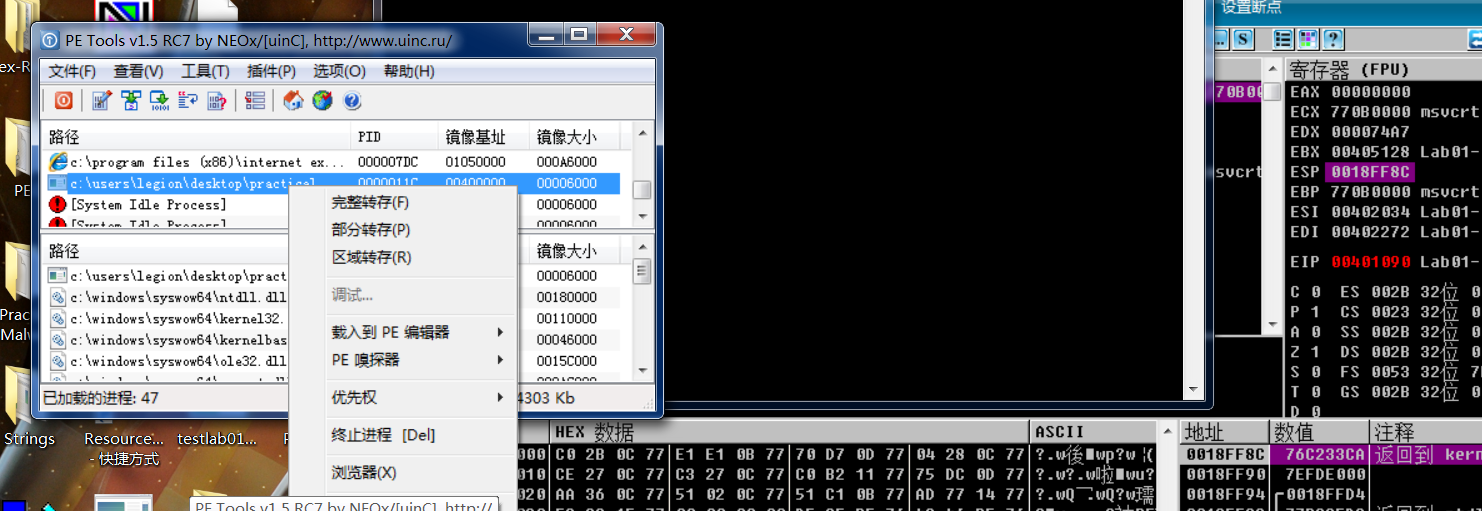 PE Tools v1.5 RC7 by NEOx/[uinC], http://www.uinc.ru/
文件(F) 查看(V) 工具(T) 插件(P) 选项(O) 帮助(H)
路径 PID 镜像基址 镜像大小
c:\program files (x86)\internet ex... 000007DC 01050000 000A6000
c:\users\legion\desktop\practical 0000011C 00400000 00006000
[System Idle Process] 00006000
[System Idle Process] 00006000
路径 镜像大小
c:\users\legion\desktop\pract 00006000
c:\windows\syswow64\ntdll.dll 00180000
c:\windows\syswow64\kernel32. 00110000
c:\windows\syswow64\kernelbas 00046000
c:\windows\syswow64\ole32.dll 0015C000
已加载的进程: 47
4303 Kb
完整转存(F)
部分转存(P)
区域转存(R)
调试...
载入到 PE 编辑器
PE 嗅探器
优先权
终止进程 [Del]
浏览器(X)
PE Tools v1.5 RC7 by NEOx/[uinC], http://
ex-R
PE
Prac
Malw
Strings
Resource...
- 快捷方式
testlab01...
设置断点
S
?
70B00
svcrt
寄存器 (FPU)
EAX 00000000
ECX 770B0000 msvcrt
EDX 000074A7
EBX 00405128 Lab01-
ESP 0018FF8C
EBP 770B0000 msvcrt
ESI 00402034 Lab01-
EDI 00402272 Lab01-
EIP 00401090 Lab01-
C 0 ES 002B 32位 0
P 1 CS 0023 32位 0
A 0 SS 002B 32位 0
Z 1 DS 002B 32位 0
S 0 FS 0053 32位 7
T 0 GS 002B 32位 0
D 0
HEX 数据 ASCII
000 C0 2B 0C 77 E1 E1 0B 77 70 D7 0D 77 04 28 0C 77
010 CE 27 0C 77 C3 27 0C 77 C0 B2 11 77 75 DC 0D 77
020 AA 36 0C 77 51 02 0C 77 51 C1 0B 77 AD 77 14 77
地址 数值 注释
0018FF8C 76C233CA 返回到 kern
0018FF90 7EFDE000
0018FF94 0018FFD4